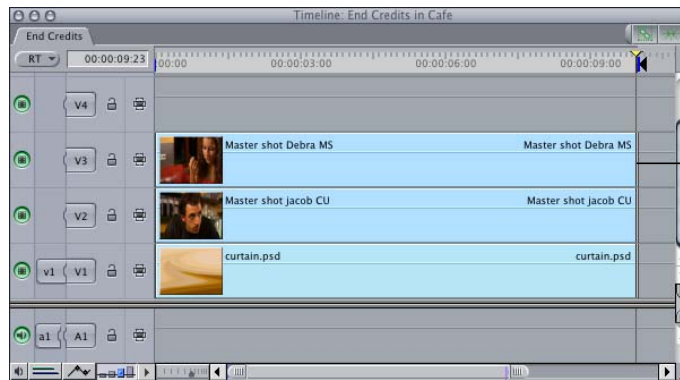 Timeline: End Credits in Cafe
End Credits
RT 00:00:09:23 00:00 00:00:03:00 00:00:06:00 00:00:09:00
V4
V3 Master shot Debra MS Master shot Debra MS
V2 Master shot jacob CU Master shot jacob CU
v1 V1 curtain.psd curtain.psd
a1 A1